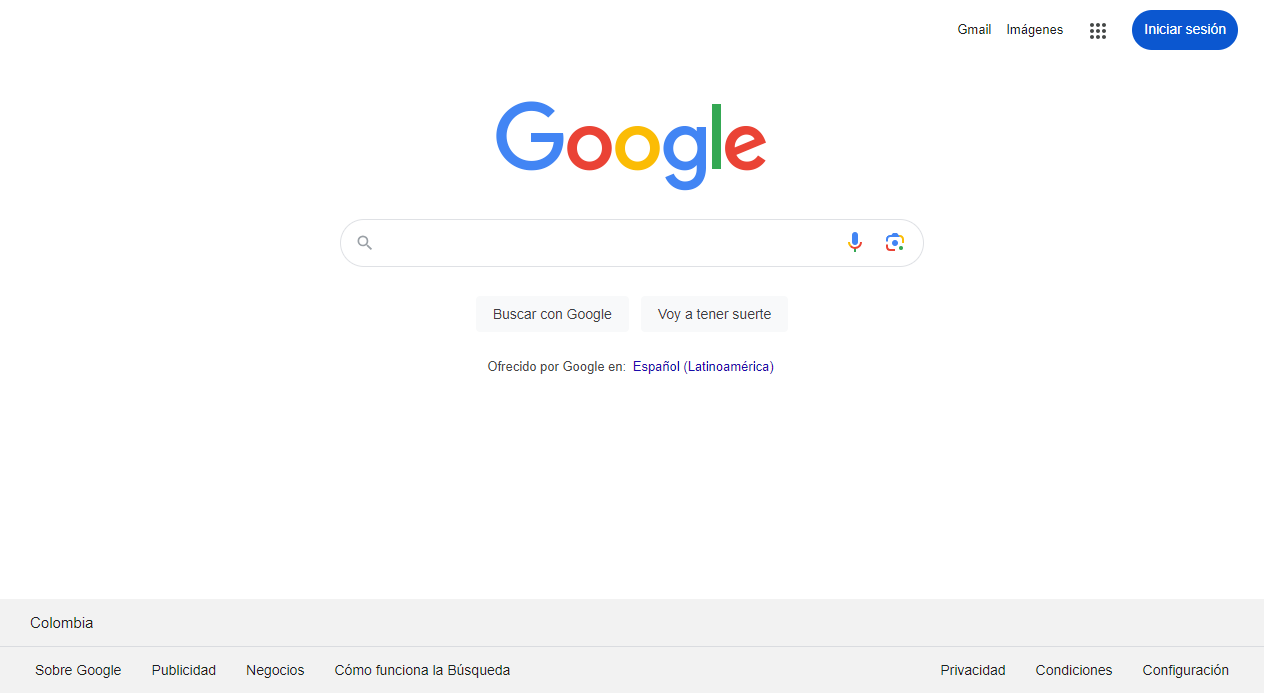 Gmail Imágenes Iniciar sesión
Google
Buscar con Google Voy a tener suerte
Ofrecido por Google en: Español (Latinoamérica)
Colombia
Sobre Google Publicidad Negocios Cómo funciona la Búsqueda Privacidad Condiciones Configuración